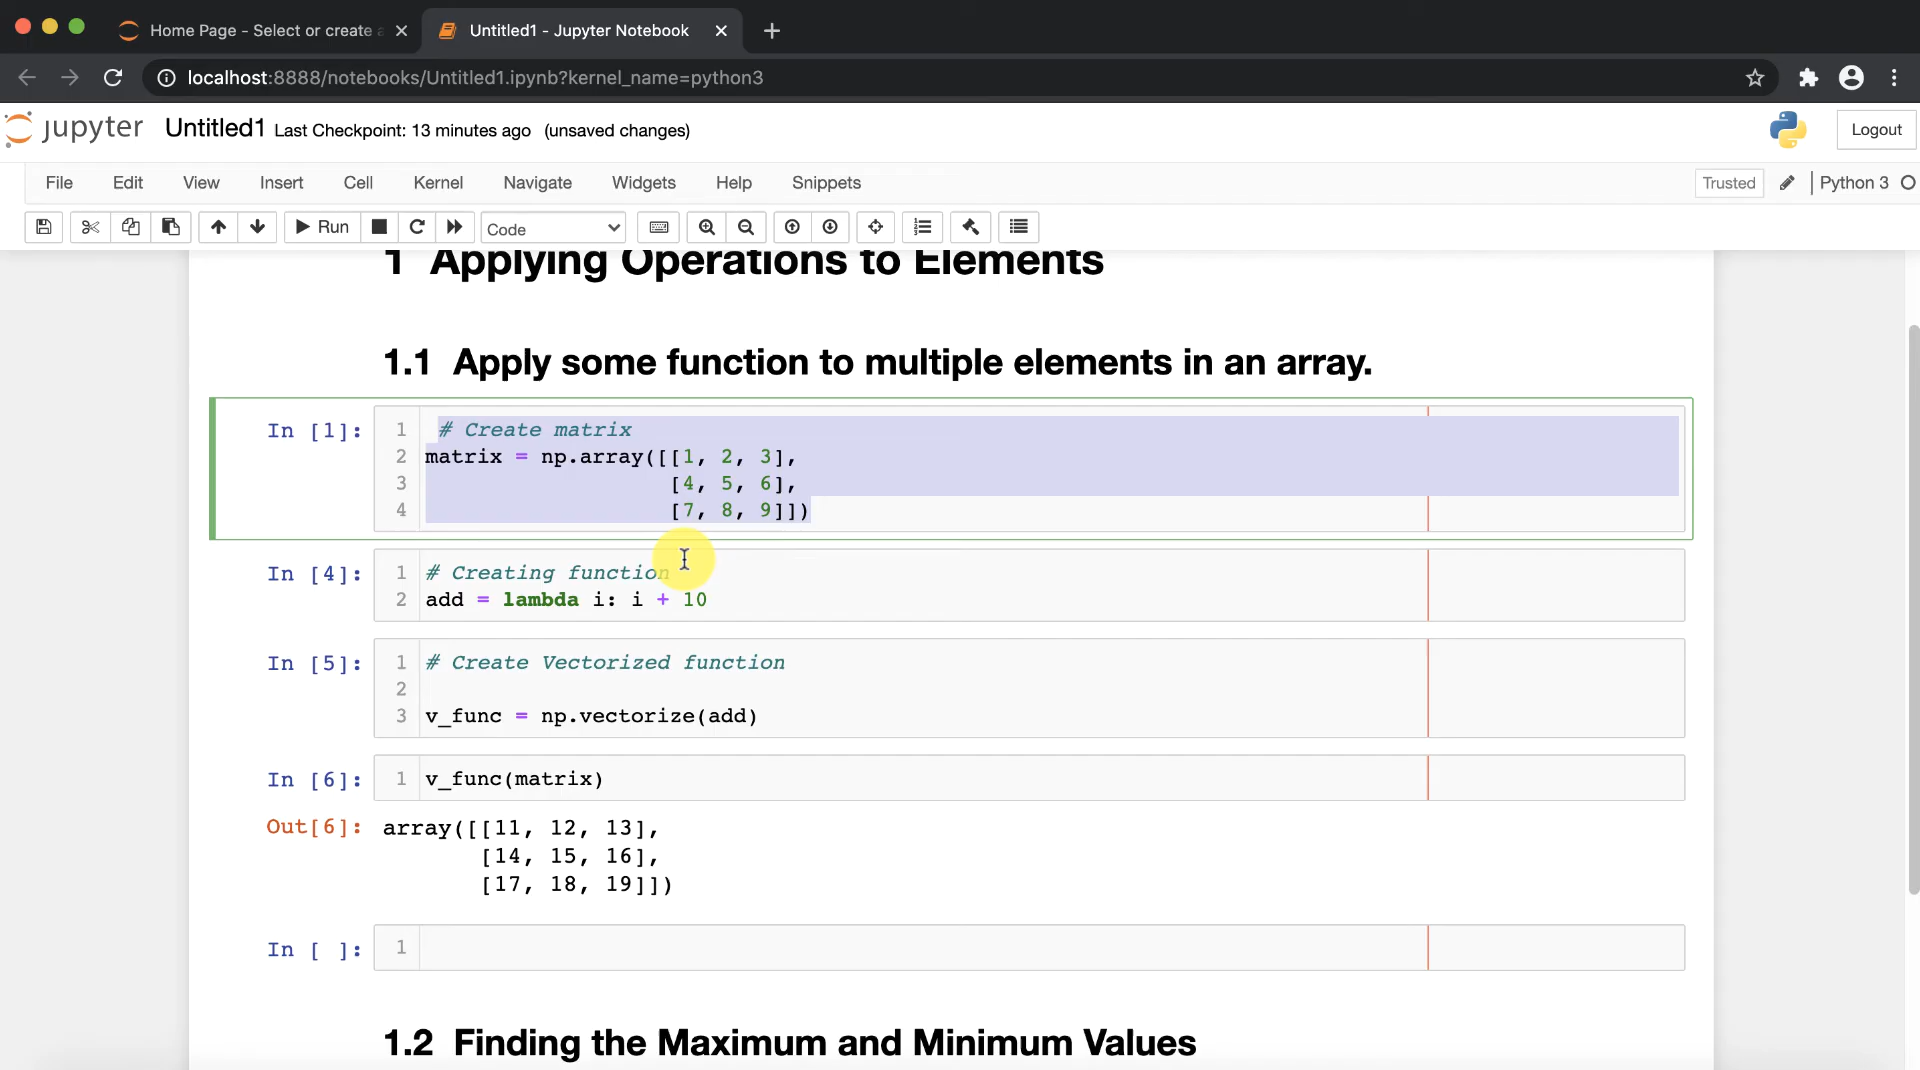 Home Page - Select or create a
Untitled1 - Jupyter Notebook
localhost:8888/notebooks/Untitled1.ipynb?kernel_name=python3
jupyter Untitled1 Last Checkpoint: 13 minutes ago (unsaved changes)
Logout
File Edit View Insert Cell Kernel Navigate Widgets Help Snippets
Trusted Python 3
Run Code
1 Applying Operations to Elements
1.1 Apply some function to multiple elements in an array.
In [1]: 1 # Create matrix
2 matrix = np.array([[1, 2, 3],
3 [4, 5, 6],
4 [7, 8, 9]])
In [4]: 1 # Creating function
2 add = lambda i: i + 10
In [5]: 1 # Create Vectorized function
2
3 v_func = np.vectorize(add)
In [6]: 1 v_func(matrix)
Out[6]: array([[11, 12, 13],
[14, 15, 16],
[17, 18, 19]])
In [ ]: 1
1.2 Finding the Maximum and Minimum Values